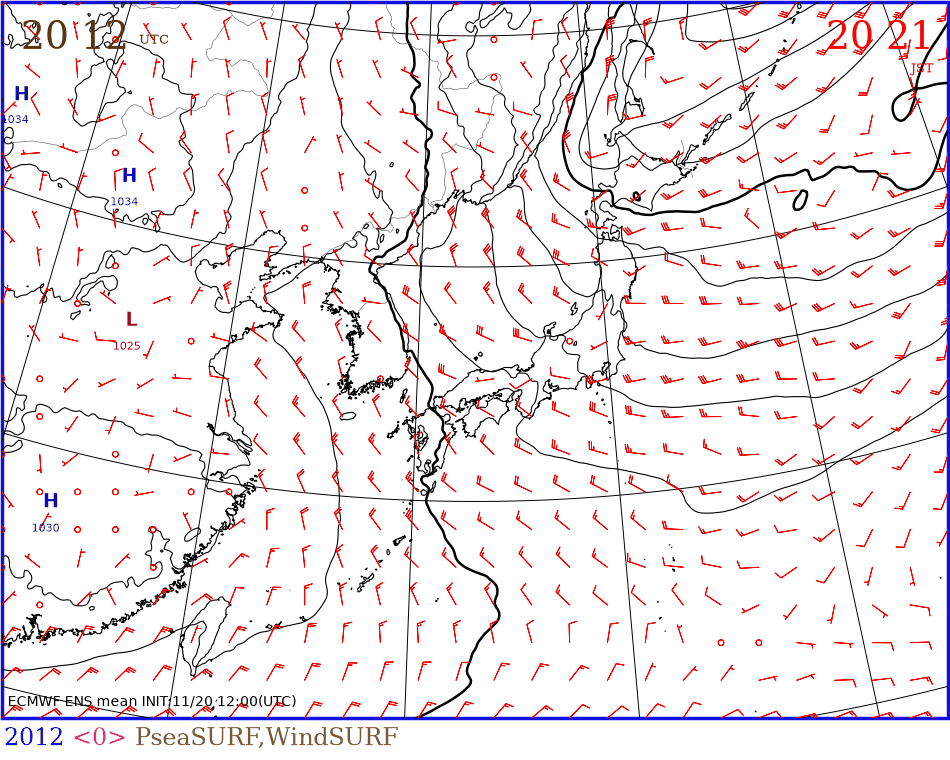 20 12 UTC
20 21
JST
H
1034
H
1034
L
1025
H
1030
ECMWF ENS mean INIT:11/20 12:00(UTC)
2012 <0> PseaSURF,WindSURF